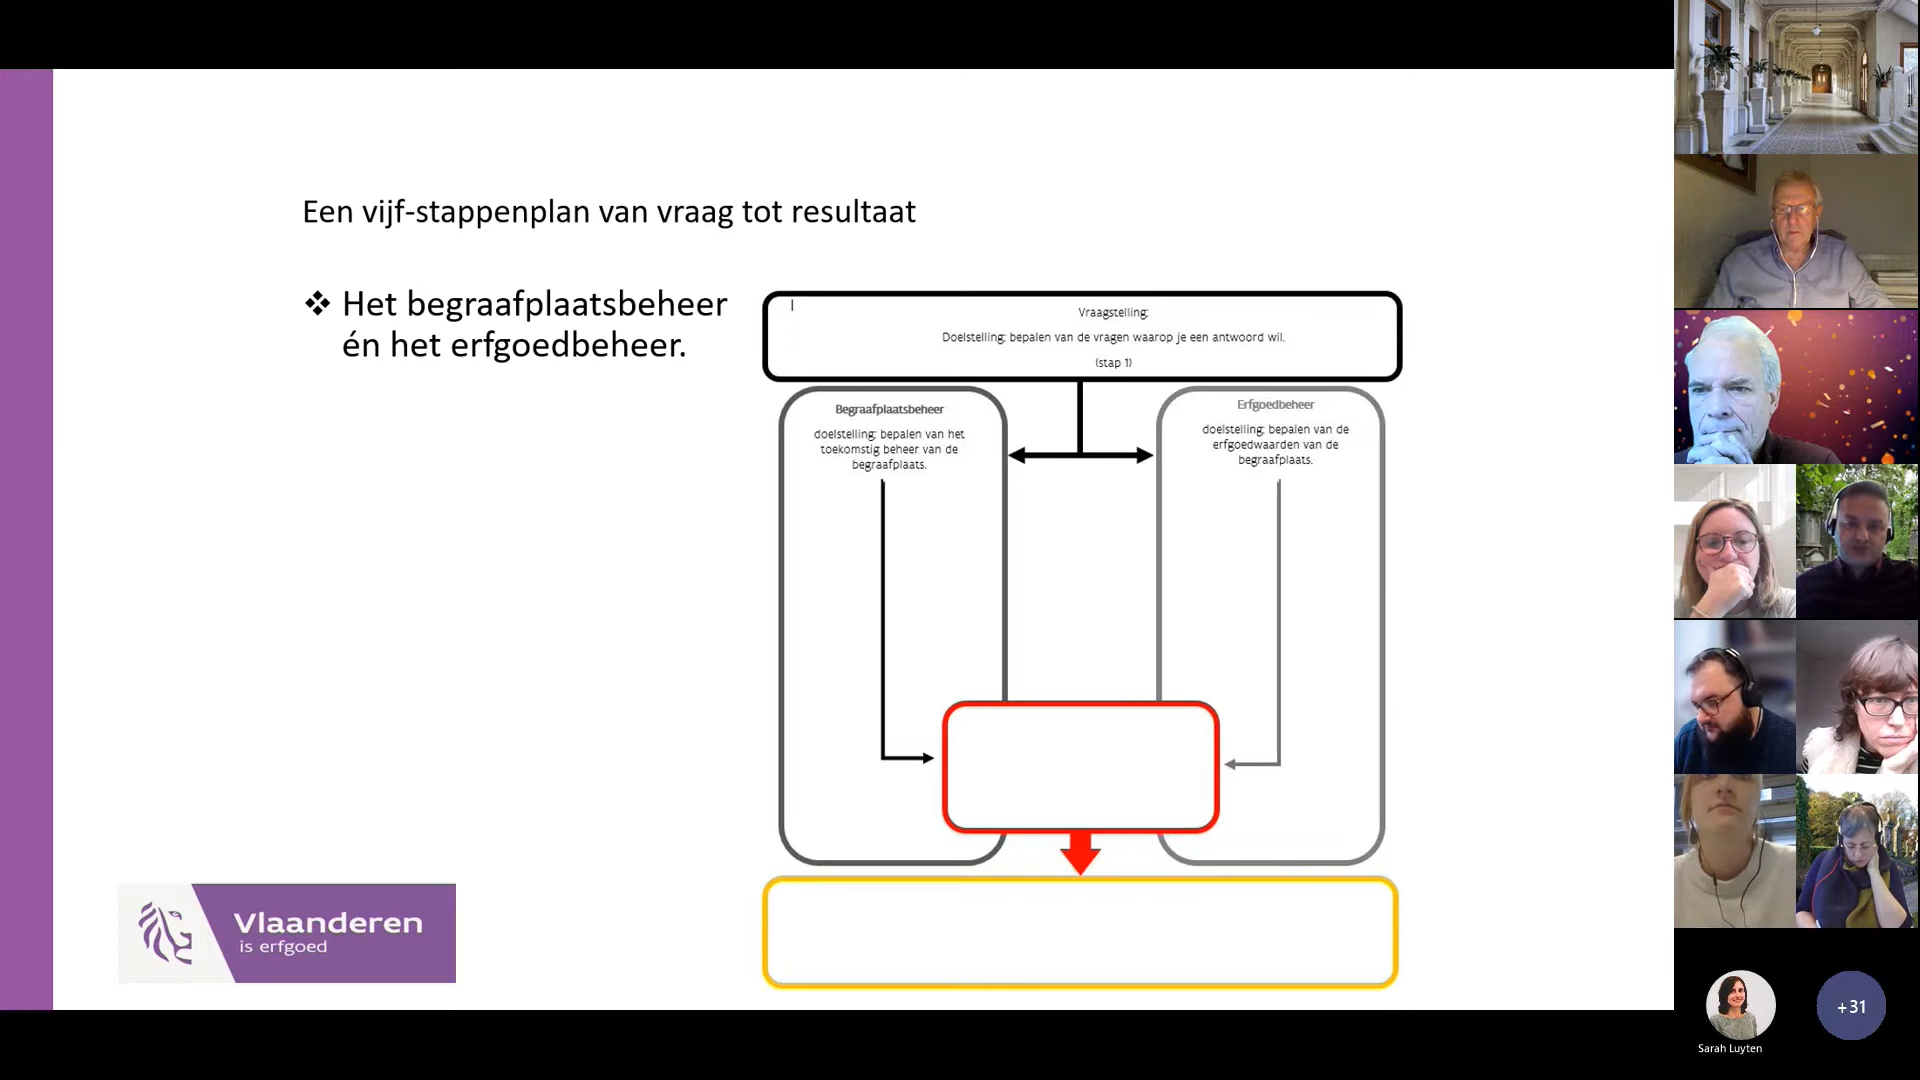 Een vijf-stappenplan van vraag tot resultaat
❖ Het begraafplaatsbeheer
én het erfgoedbeheer.
Vraagstelling:
Doelstelling: bepalen van de vragen waarop je een antwoord wil.
(stap 1)
Begraafplaatsbeheer
doelstelling: bepalen van het
toekomstig beheer van de
begraafplaats.
Erfgoedbeheer
doelstelling: bepalen van de
erfgoedwaarden van de
begraafplaats.
Vlaanderen
is erfgoed
+31
Sarah Luyten